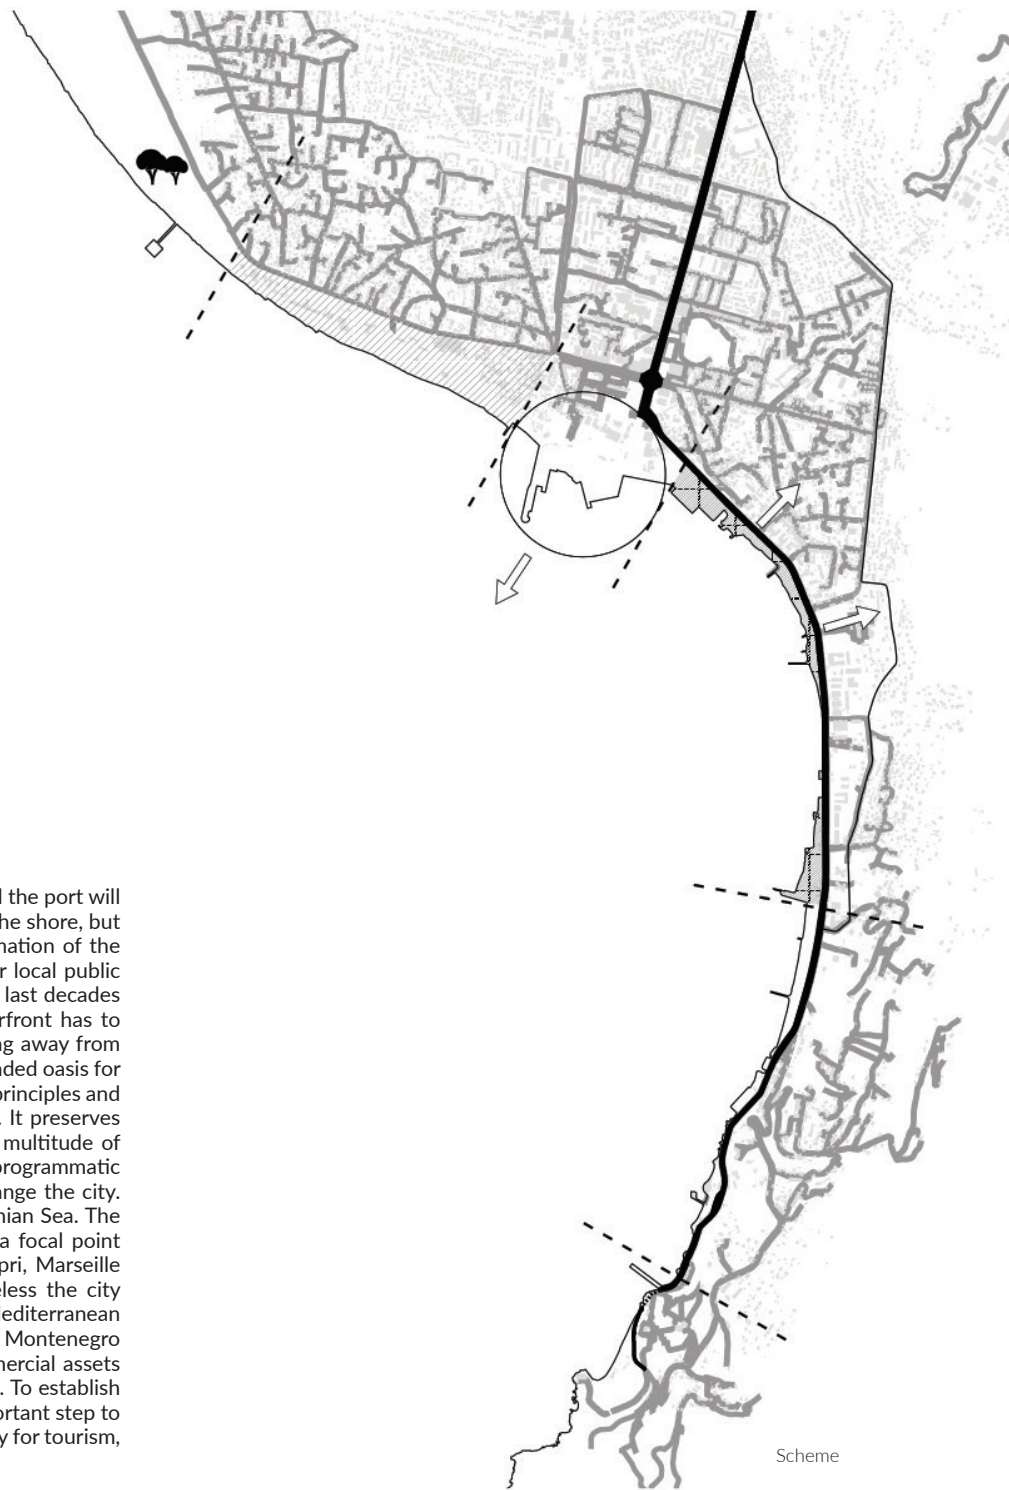 the port will
he shore, but
nation of the
r local public
last decades
rfront has to
ng away from
nded oasis for
principles and
. It preserves
multitude of
programmatic
ange the city.
nian Sea. The
a focal point
pri, Marseille
eless the city
Mediterranean
Montenegro
mercial assets
. To establish
ortant step to
y for tourism,
Scheme